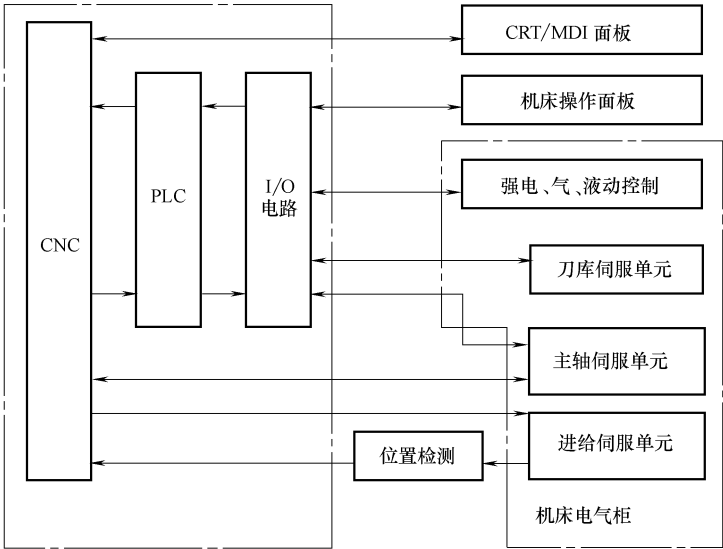 CRT/MDI 面板
机床操作面板
强电、气、液动控制
I/O
电路
PLC
CNC
刀库伺服单元
主轴伺服单元
进给伺服单元
位置检测
机床电气柜